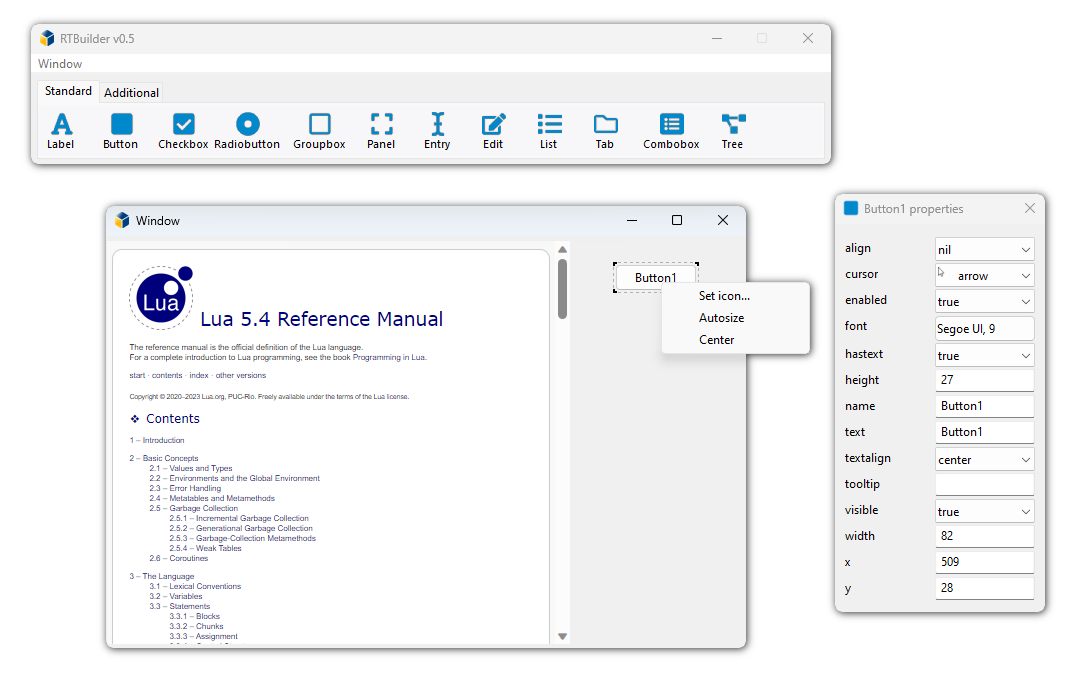 RTBuilder v0.5
Window
Standard Additional
Label Button Checkbox Radiobutton Groupbox Panel Entry Edit List Tab Combobox Tree
Window
Lua
Lua 5.4 Reference Manual
The reference manual is the official definition of the Lua language.
For a complete introduction to Lua programming, see the book Programming in Lua.
start · contents · index · other versions
Copyright © 2020–2023 Lua.org, PUC-Rio. Freely available under the terms of the Lua license.
Contents
1 – Introduction
2 – Basic Concepts
2.1 – Values and Types
2.2 – Environments and the Global Environment
2.3 – Error Handling
2.4 – Metatables and Metamethods
2.5 – Garbage Collection
2.5.1 – Incremental Garbage Collection
2.5.2 – Generational Garbage Collection
2.5.3 – Garbage-Collection Metamethods
2.5.4 – Weak Tables
2.6 – Coroutines
3 – The Language
3.1 – Lexical Conventions
3.2 – Variables
3.3 – Statements
3.3.1 – Blocks
3.3.2 – Chunks
3.3.3 – Assignment
Button1
Set icon...
Autosize
Center
Button1 properties
align nil
cursor arrow
enabled true
font Segoe UI, 9
hastext true
height 27
name Button1
text Button1
textalign center
tooltip
visible true
width 82
x 509
y 28